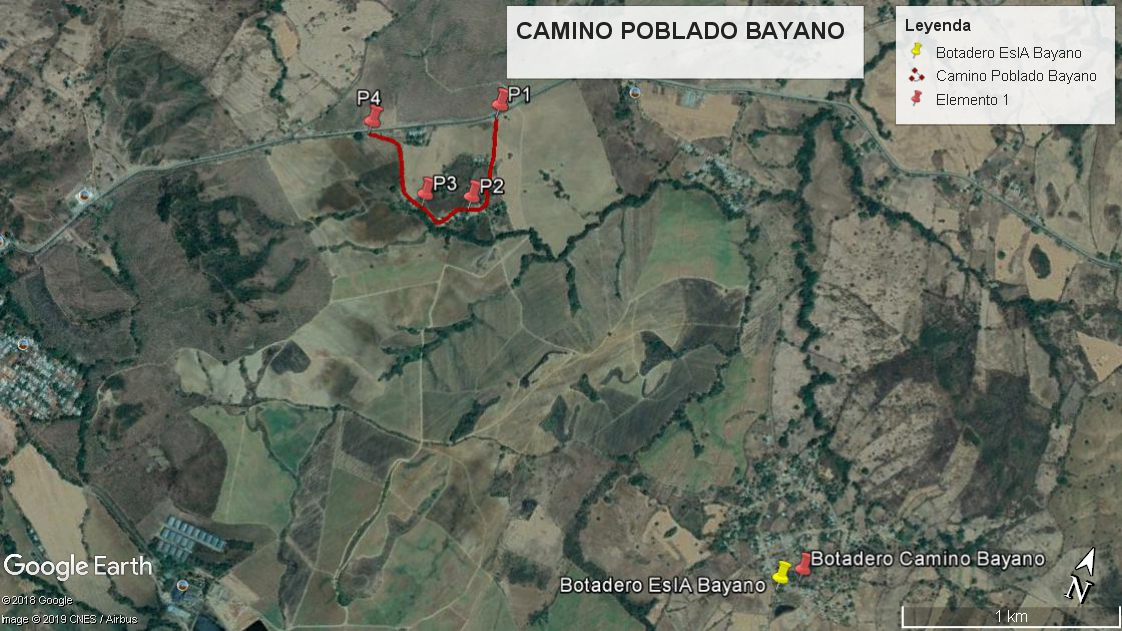 CAMINO POBLADO BAYANO
Leyenda
Botadero EsIA Bayano
Camino Poblado Bayano
Elemento 1
P4
P1
P3
P2
Botadero Camino Bayano
Botadero EsIA Bayano
Google Earth
©2018 Google
Image © 2019 CNES / Airbus
N
1 km